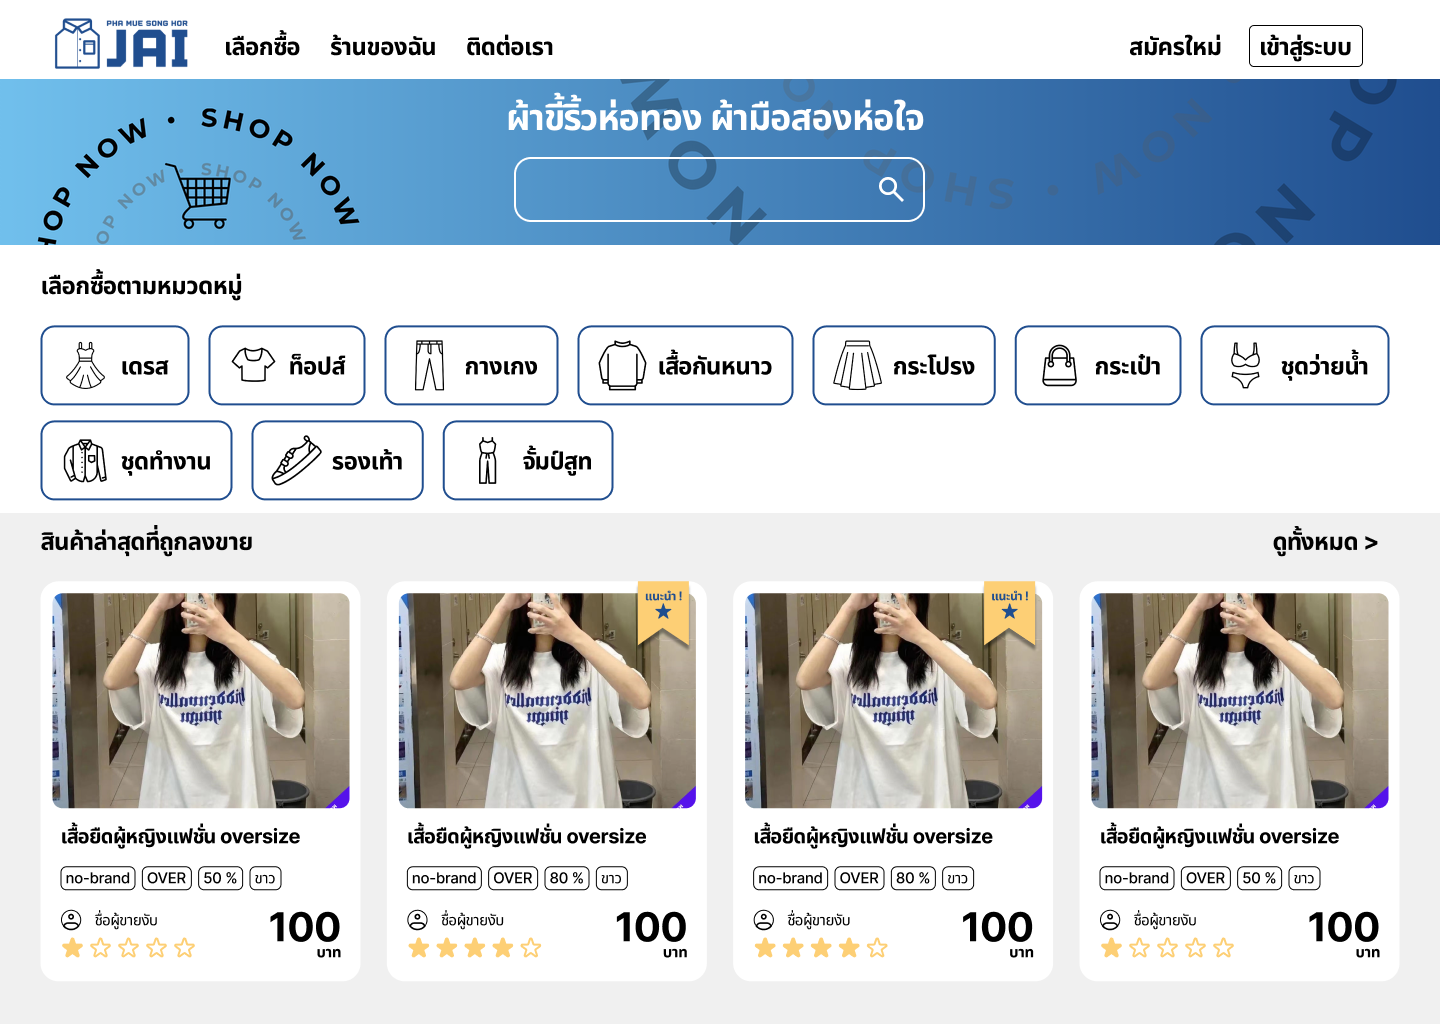 PHA MUE SONG HOR
JAI
เลือกซื้อ
ร้านของฉัน
ติดต่อเรา
สมัครใหม่
เข้าสู่ระบบ
HOP NOW • SHOP NOW
OP NOW • SHOP NOW
ผ้าขี้ริ้วห่อทอง ผ้ามือสองห่อใจ
เลือกซื้อตามหมวดหมู่
เดรส
ท็อปส์
กางเกง
เสื้อกันหนาว
กระโปรง
กระเป๋า
ชุดว่ายน้ำ
ชุดทำงาน
รองเท้า
จั้มป์สูท
สินค้าล่าสุดที่ถูกลงขาย
ดูทั้งหมด >
แนะนำ !
แนะนำ !
เสื้อยืดผู้หญิงแฟชั่น oversize
เสื้อยืดผู้หญิงแฟชั่น oversize
เสื้อยืดผู้หญิงแฟชั่น oversize
เสื้อยืดผู้หญิงแฟชั่น oversize
no-brand OVER 50 % ขาว
no-brand OVER 80 % ขาว
no-brand OVER 80 % ขาว
no-brand OVER 50 % ขาว
ชื่อผู้ขายงับ
100
บาท
ชื่อผู้ขายงับ
100
บาท
ชื่อผู้ขายงับ
100
บาท
ชื่อผู้ขายงับ
100
บาท